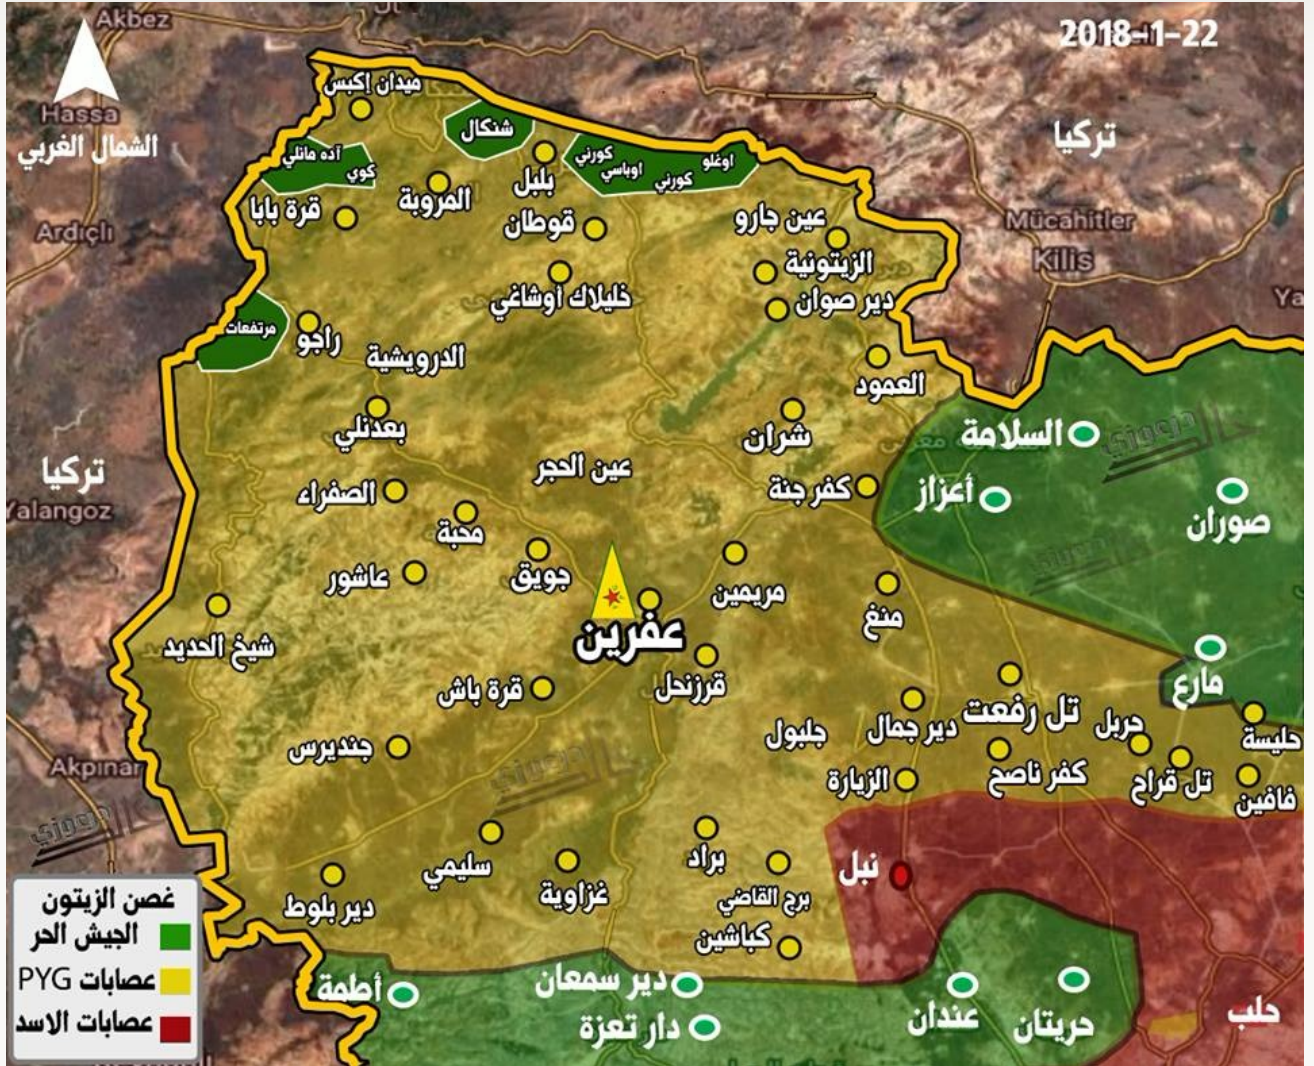 Akbez
2018-1-22
Hassa
الشمال الغربي
ميدان إكبس
شنكال
تركيا
آده مانلي
كوي
كورني
اوباسي
كورني
اوغلو
بلبل
المروبة
قرة بابا
قوطان
عين جارو
Mücahitler
Ardıçlı
Kilis
الزيتونية
خليلاك أوشاغي
دير صوان
مرتفعات
راجو
الدرويشية
العمود
بعدنلي
شران
السلامة
تركيا
عين الحجر
الصفراء
كفر جنة
أعزاز
صوران
Yalangoz
محبة
عاشور
جويق
مريمين
منغ
عفرين
شيخ الحديد
قرة باش
قرزنحل
مارع
جنديرس
جلبول
دير جمال
تل رفعت
حربل
حليسة
Akpınar
الزيارة
كفر ناصح
تل قراح
فافين
سليمي
براد
نبل
دير بلوط
غزاوية
برج القاضي
كباشين
غصن الزيتون
الجيش الحر
عصابات PYG
عصابات الاسد
أطمة
دير سمعان
دار تعزة
عندان
حريتان
حلب